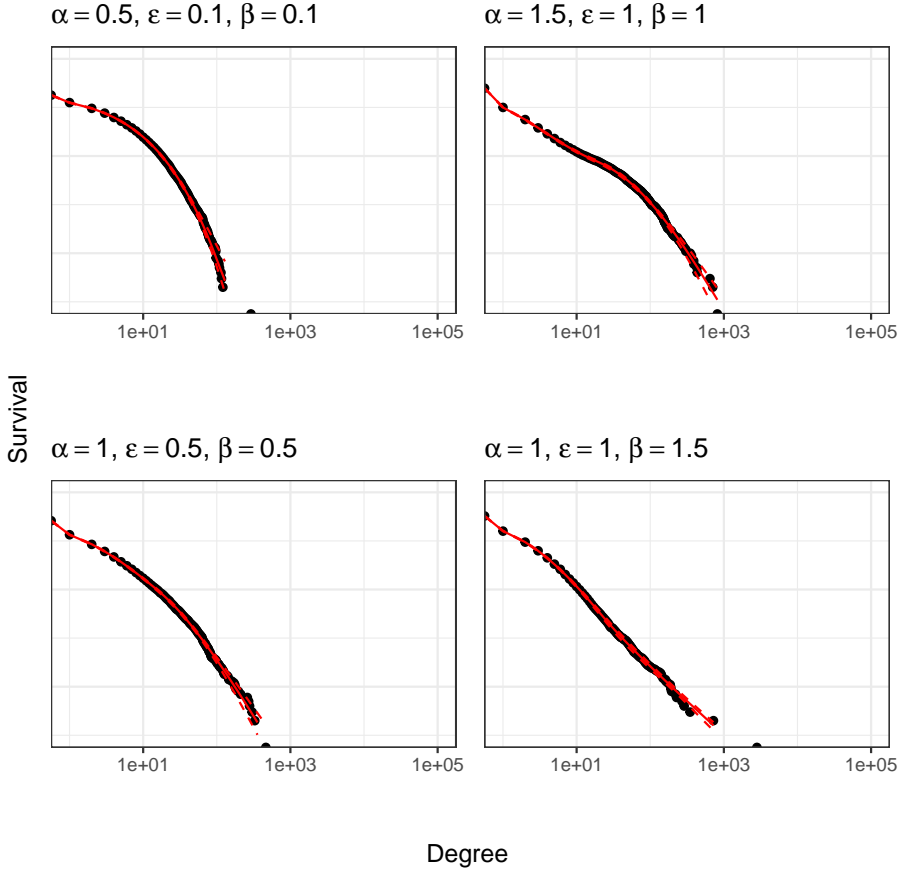 α = 0.5, ε = 0.1, β = 0.1
α = 1.5, ε = 1, β = 1
1e+01 1e+03 1e+05
1e+01 1e+03 1e+05
Survival
α = 1, ε = 0.5, β = 0.5
α = 1, ε = 1, β = 1.5
1e+01 1e+03 1e+05
1e+01 1e+03 1e+05
Degree